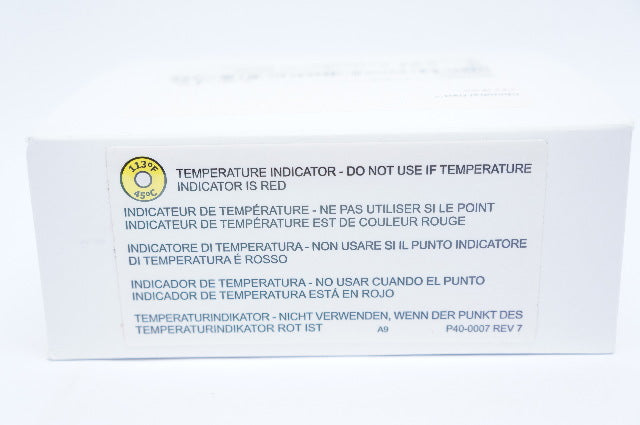 113°F
45°C
TEMPERATURE INDICATOR - DO NOT USE IF TEMPERATURE
INDICATOR IS RED
INDICATEUR DE TEMPÉRATURE - NE PAS UTILISER SI LE POINT
INDICATEUR DE TEMPÉRATURE EST DE COULEUR ROUGE
INDICATORE DI TEMPERATURA - NON USARE SI IL PUNTO INDICATORE
DI TEMPERATURA É ROSSO
INDICADOR DE TEMPERATURA - NO USAR CUANDO EL PUNTO
INDICADOR DE TEMPERATURA ESTÁ EN ROJO
TEMPERATURINDIKATOR - NICHT VERWENDEN, WENN DER PUNKT DES
TEMPERATURINDIKATOR ROT IST
A9
P40-0007 REV 7